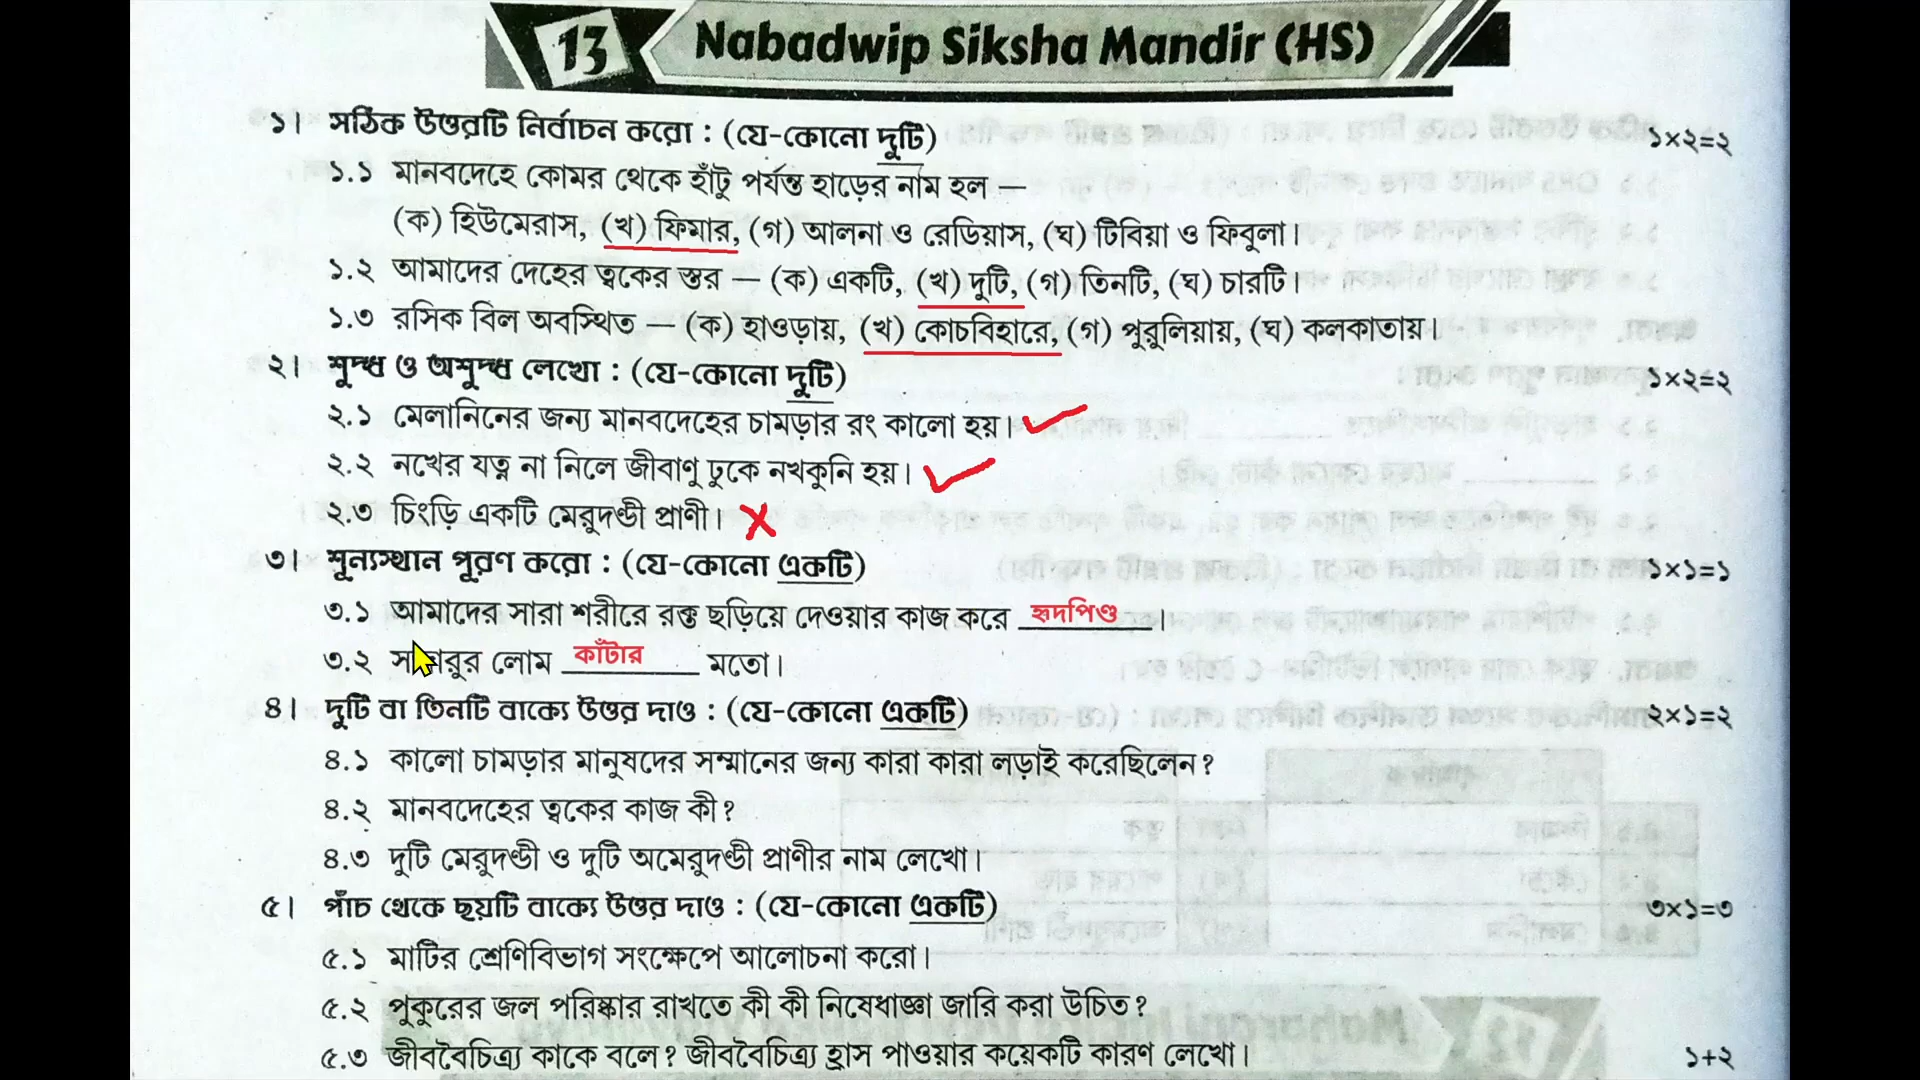 13 Nabadwip Siksha Mandir (HS)
১। সঠিক উত্তরটি নির্বাচন করো : (যে-কোনো দুটি) ১×২=২
১.১ মানবদেহে কোমর থেকে হাঁটু পর্যন্ত হাড়ের নাম হল —
(ক) হিউমেরাস, (খ) ফিমার, (গ) আলনা ও রেডিয়াস, (ঘ) টিবিয়া ও ফিবুলা।
১.২ আমাদের দেহের ত্বকের স্তর — (ক) একটি, (খ) দুটি, (গ) তিনটি, (ঘ) চারটি।
১.৩ রসিক বিল অবস্থিত — (ক) হাওড়ায়, (খ) কোচবিহারে, (গ) পুরুলিয়ায়, (ঘ) কলকাতায়।
২। শুদ্ধ ও অশুদ্ধ লেখো : (যে-কোনো দুটি) ১×২=২
২.১ মেলানিনের জন্য মানবদেহের চামড়ার রং কালো হয়।
২.২ নখের যত্ন না নিলে জীবাণু ঢুকে নখকুনি হয়।
২.৩ চিংড়ি একটি মেরুদণ্ডী প্রাণী।
৩। শূন্যস্থান পূরণ করো : (যে-কোনো একটি) ১×১=১
৩.১ আমাদের সারা শরীরে রক্ত ছড়িয়ে দেওয়ার কাজ করে হৃদপিণ্ড।
৩.২ লোম কাঁটার মতো।
৪। দুটি বা তিনটি বাক্যে উত্তর দাও : (যে-কোনো একটি) ২×১=২
৪.১ কালো চামড়ার মানুষদের সম্মানের জন্য কারা কারা লড়াই করেছিলেন?
৪.২ মানবদেহের ত্বকের কাজ কী?
৪.৩ দুটি মেরুদণ্ডী ও দুটি অমেরুদণ্ডী প্রাণীর নাম লেখো।
৫। পাঁচ থেকে ছয়টি বাক্যে উত্তর দাও : (যে-কোনো একটি) ৩×১=৩
৫.১ মাটির শ্রেণিবিভাগ সংক্ষেপে আলোচনা করো।
৫.২ পুকুরের জল পরিষ্কার রাখতে কী কী নিষেধাজ্ঞা জারি করা উচিত?
৫.৩ জীববৈচিত্র্য কাকে বলে? জীববৈচিত্র্য হ্রাস পাওয়ার কয়েকটি কারণ লেখো। ১+২